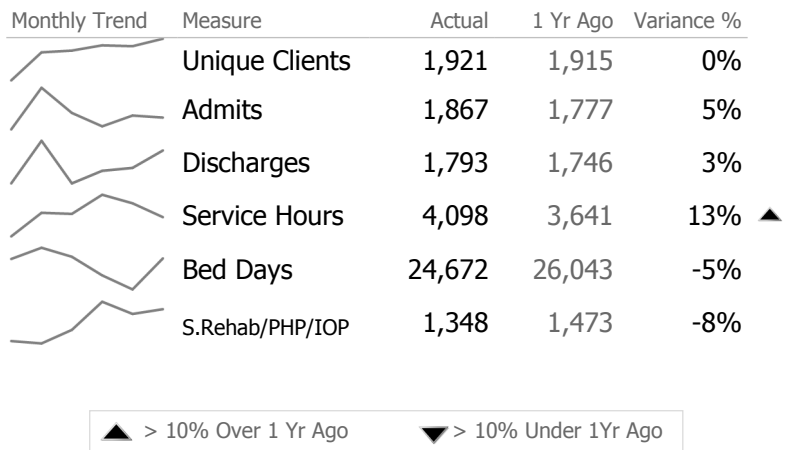 Monthly Trend Measure Actual 1 Yr Ago Variance %
Unique Clients 1,921 1,915 0%
Admits 1,867 1,777 5%
Discharges 1,793 1,746 3%
Service Hours 4,098 3,641 13% ▲
Bed Days 24,672 26,043 -5%
S.Rehab/PHP/IOP 1,348 1,473 -8%
▲ > 10% Over 1 Yr Ago ▼ > 10% Under 1Yr Ago